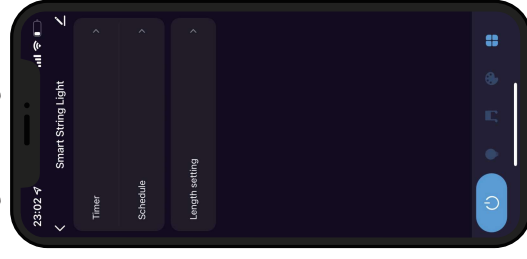 23:02
Smart String Light
Timer
Schedule
Length setting